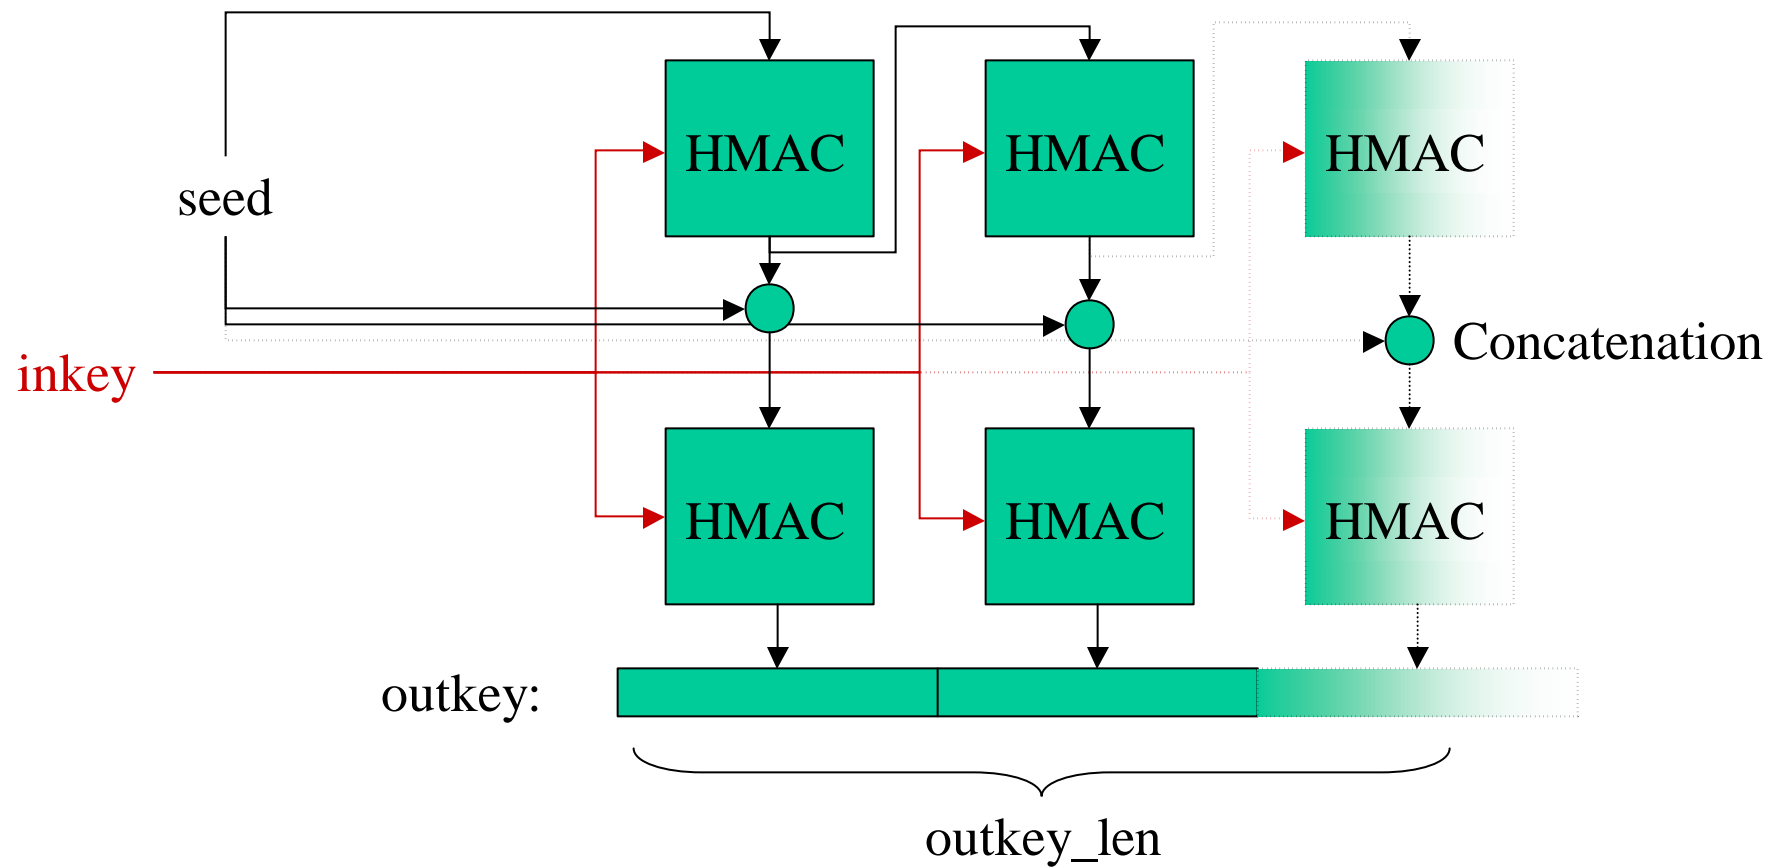 HMAC HMAC HMAC
seed
Concatenation
inkey
HMAC HMAC HMAC
outkey:
outkey_len